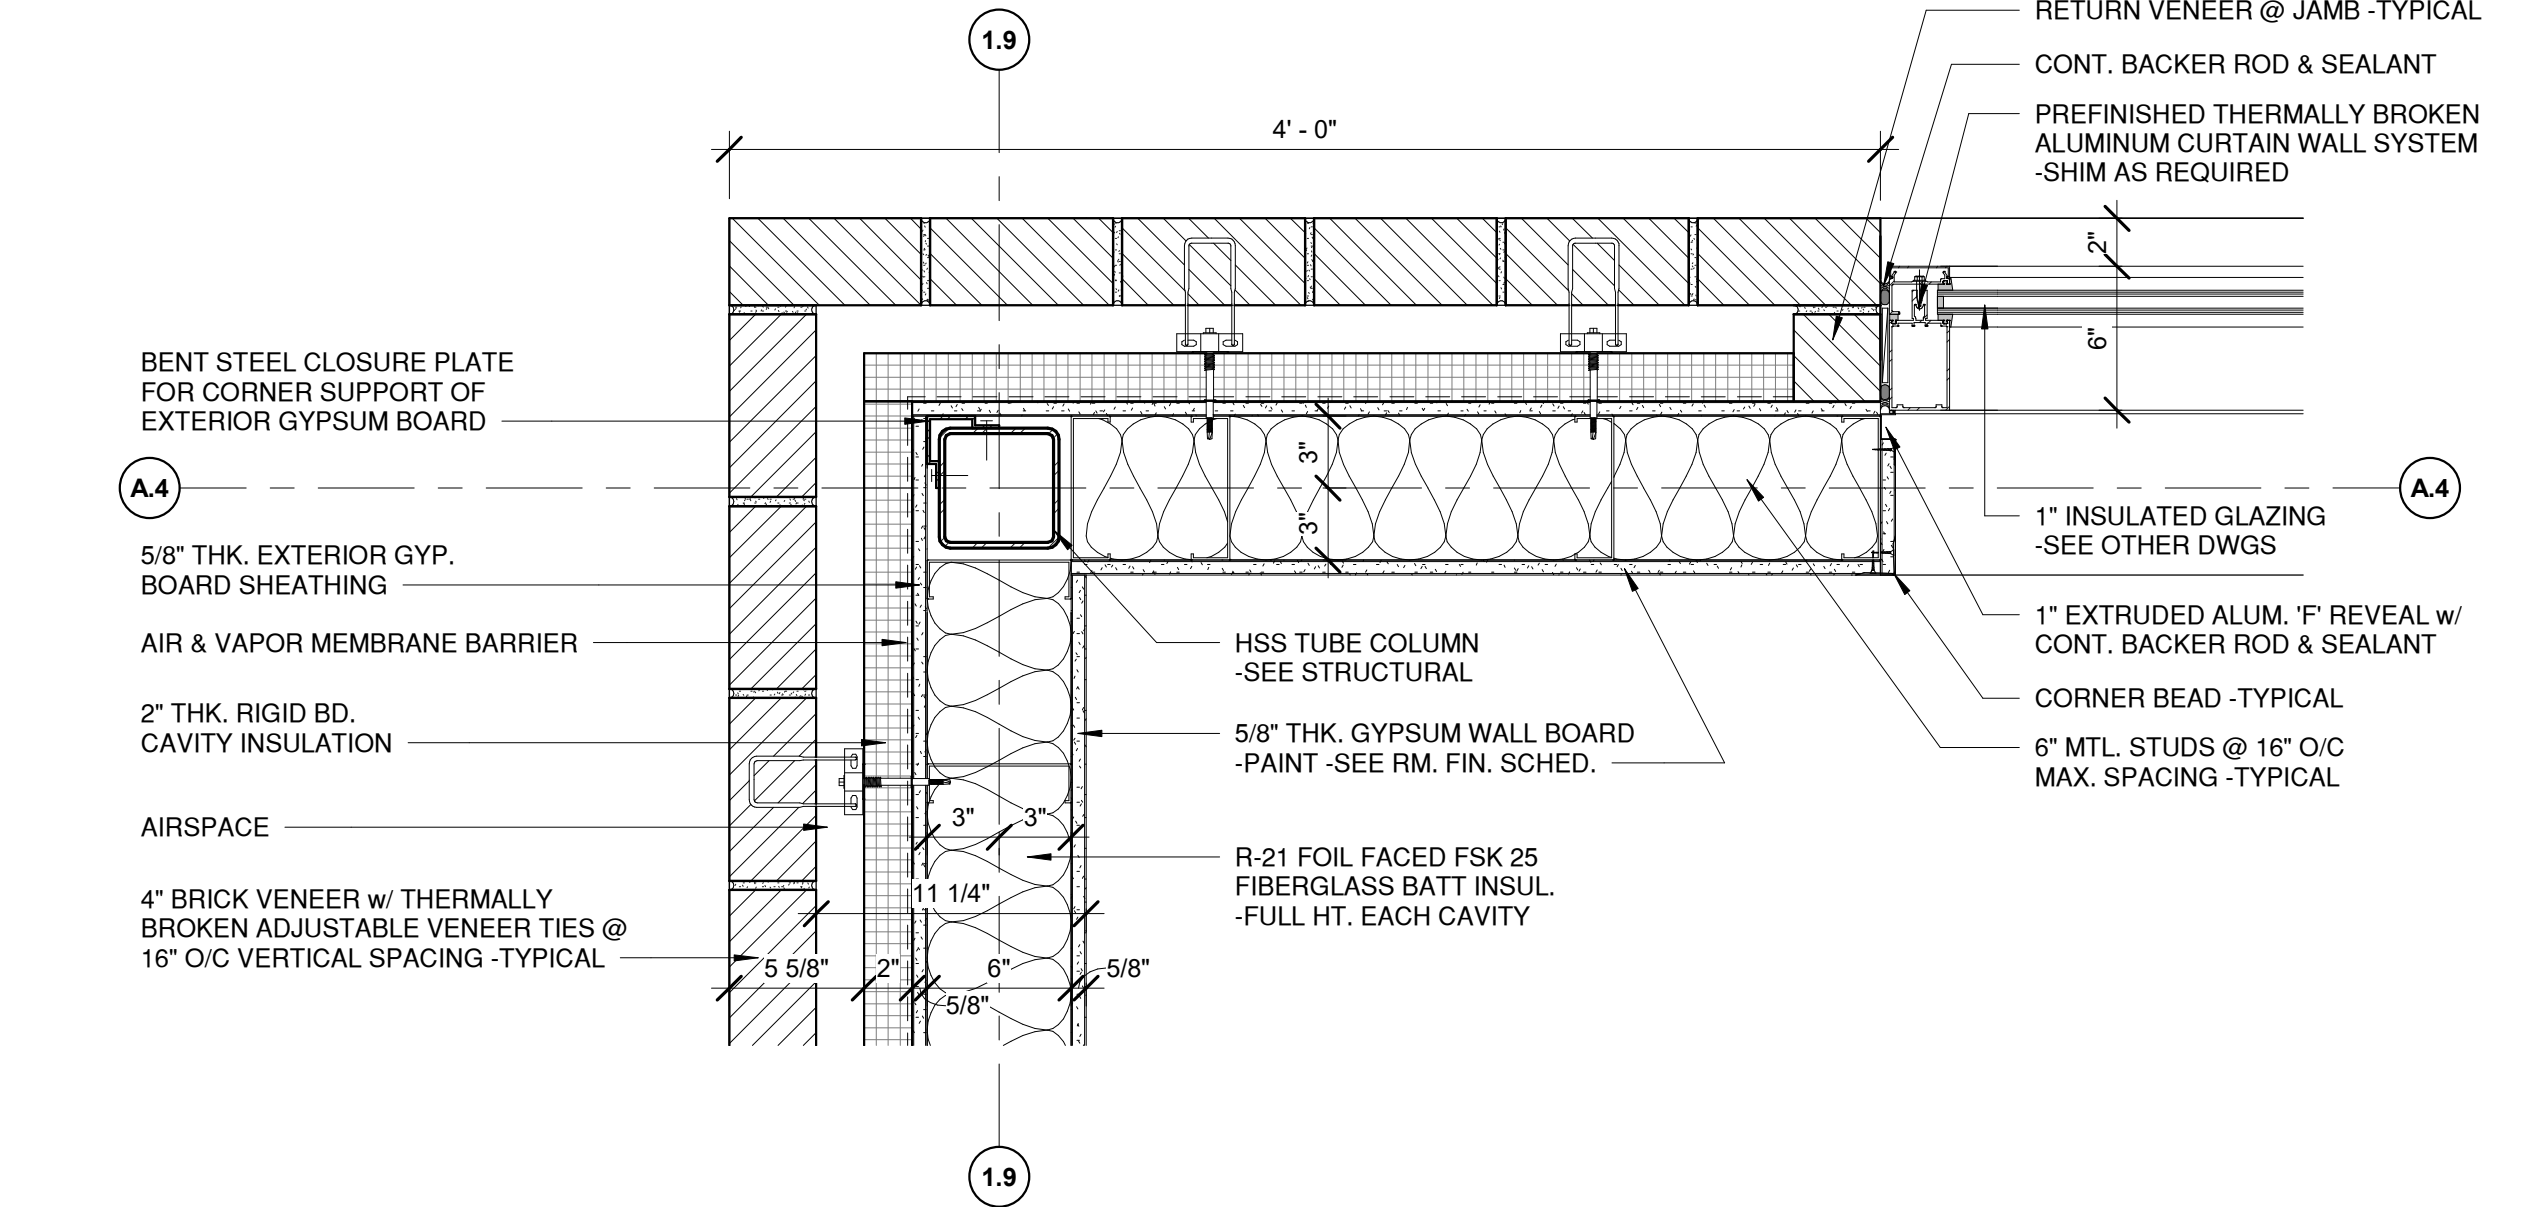 RETURN VENEER @ JAMB -TYPICAL
1.9
CONT. BACKER ROD & SEALANT
PREFINISHED THERMALLY BROKEN
ALUMINUM CURTAIN WALL SYSTEM
-SHIM AS REQUIRED
4' - 0"
2"
6"
BENT STEEL CLOSURE PLATE
FOR CORNER SUPPORT OF
EXTERIOR GYPSUM BOARD
3"
A.4
A.4
3"
1" INSULATED GLAZING
-SEE OTHER DWGS
5/8" THK. EXTERIOR GYP.
BOARD SHEATHING
1" EXTRUDED ALUM. 'F' REVEAL w/
CONT. BACKER ROD & SEALANT
AIR & VAPOR MEMBRANE BARRIER
HSS TUBE COLUMN
-SEE STRUCTURAL
CORNER BEAD -TYPICAL
2" THK. RIGID BD.
CAVITY INSULATION
5/8" THK. GYPSUM WALL BOARD
-PAINT -SEE RM. FIN. SCHED.
6" MTL. STUDS @ 16" O/C
MAX. SPACING -TYPICAL
3"
3"
AIRSPACE
R-21 FOIL FACED FSK 25
FIBERGLASS BATT INSUL.
-FULL HT. EACH CAVITY
11 1/4"
4" BRICK VENEER w/ THERMALLY
BROKEN ADJUSTABLE VENEER TIES @
16" O/C VERTICAL SPACING -TYPICAL
5 5/8"
2"
6"
5/8"
5/8"
1.9